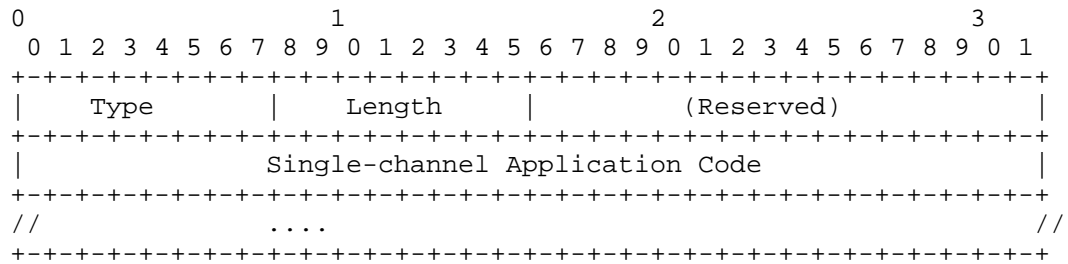 0                   1                   2                   3
 0 1 2 3 4 5 6 7 8 9 0 1 2 3 4 5 6 7 8 9 0 1 2 3 4 5 6 7 8 9 0 1
+-+-+-+-+-+-+-+-+-+-+-+-+-+-+-+-+-+-+-+-+-+-+-+-+-+-+-+-+-+-+-+-+
|    Type       |    Length     |         (Reserved)            |
+-+-+-+-+-+-+-+-+-+-+-+-+-+-+-+-+-+-+-+-+-+-+-+-+-+-+-+-+-+-+-+-+
|               Single-channel Application Code                 |
+-+-+-+-+-+-+-+-+-+-+-+-+-+-+-+-+-+-+-+-+-+-+-+-+-+-+-+-+-+-+-+-+
//              ....                                            //
+-+-+-+-+-+-+-+-+-+-+-+-+-+-+-+-+-+-+-+-+-+-+-+-+-+-+-+-+-+-+-+-+